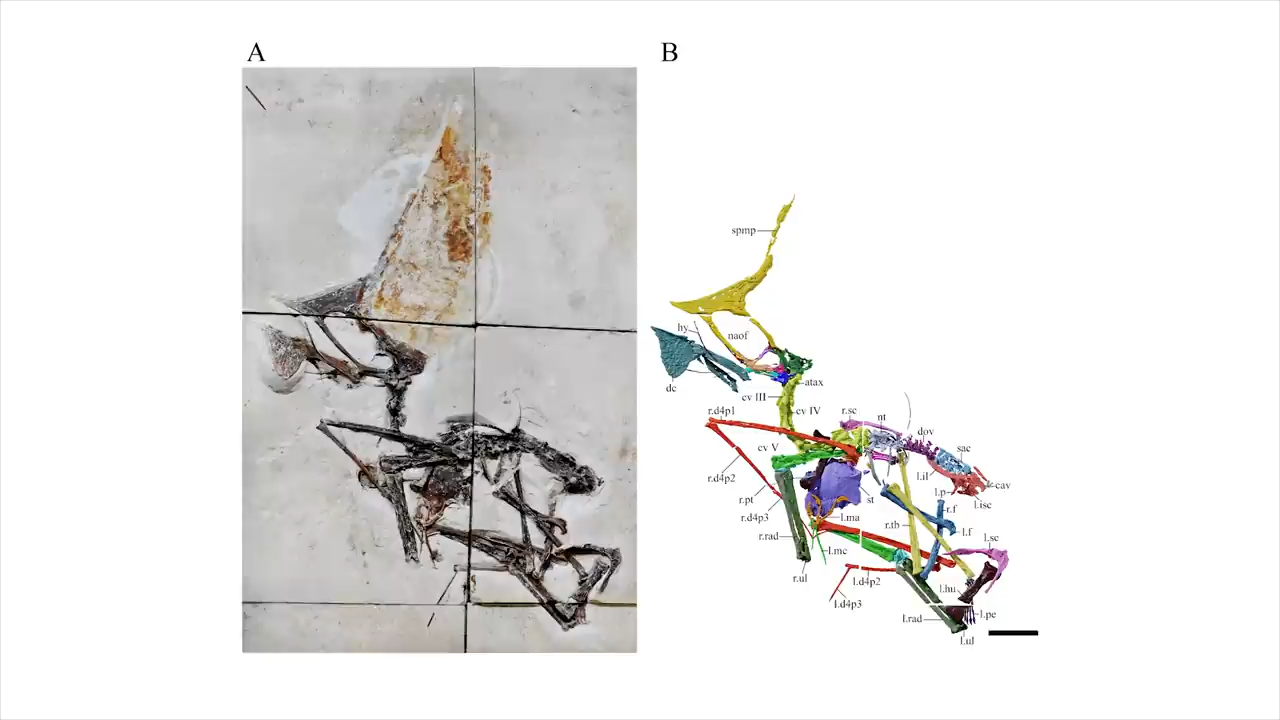 A
B
spmp
hy
naof
dc
atax
cv III
cv IV
r.d4p1
r.sc
nt
dov
cv V
sac
r.d4p2
l.il
cav
r.pt
st
l.p
l.isc
r.d4p3
l.ma
r.f
r.tb
l.f
r.rad
l.mc
l.sc
r.ul
l.d4p2
l.hu
l.d4p3
l.rad
l.pe
l.ul